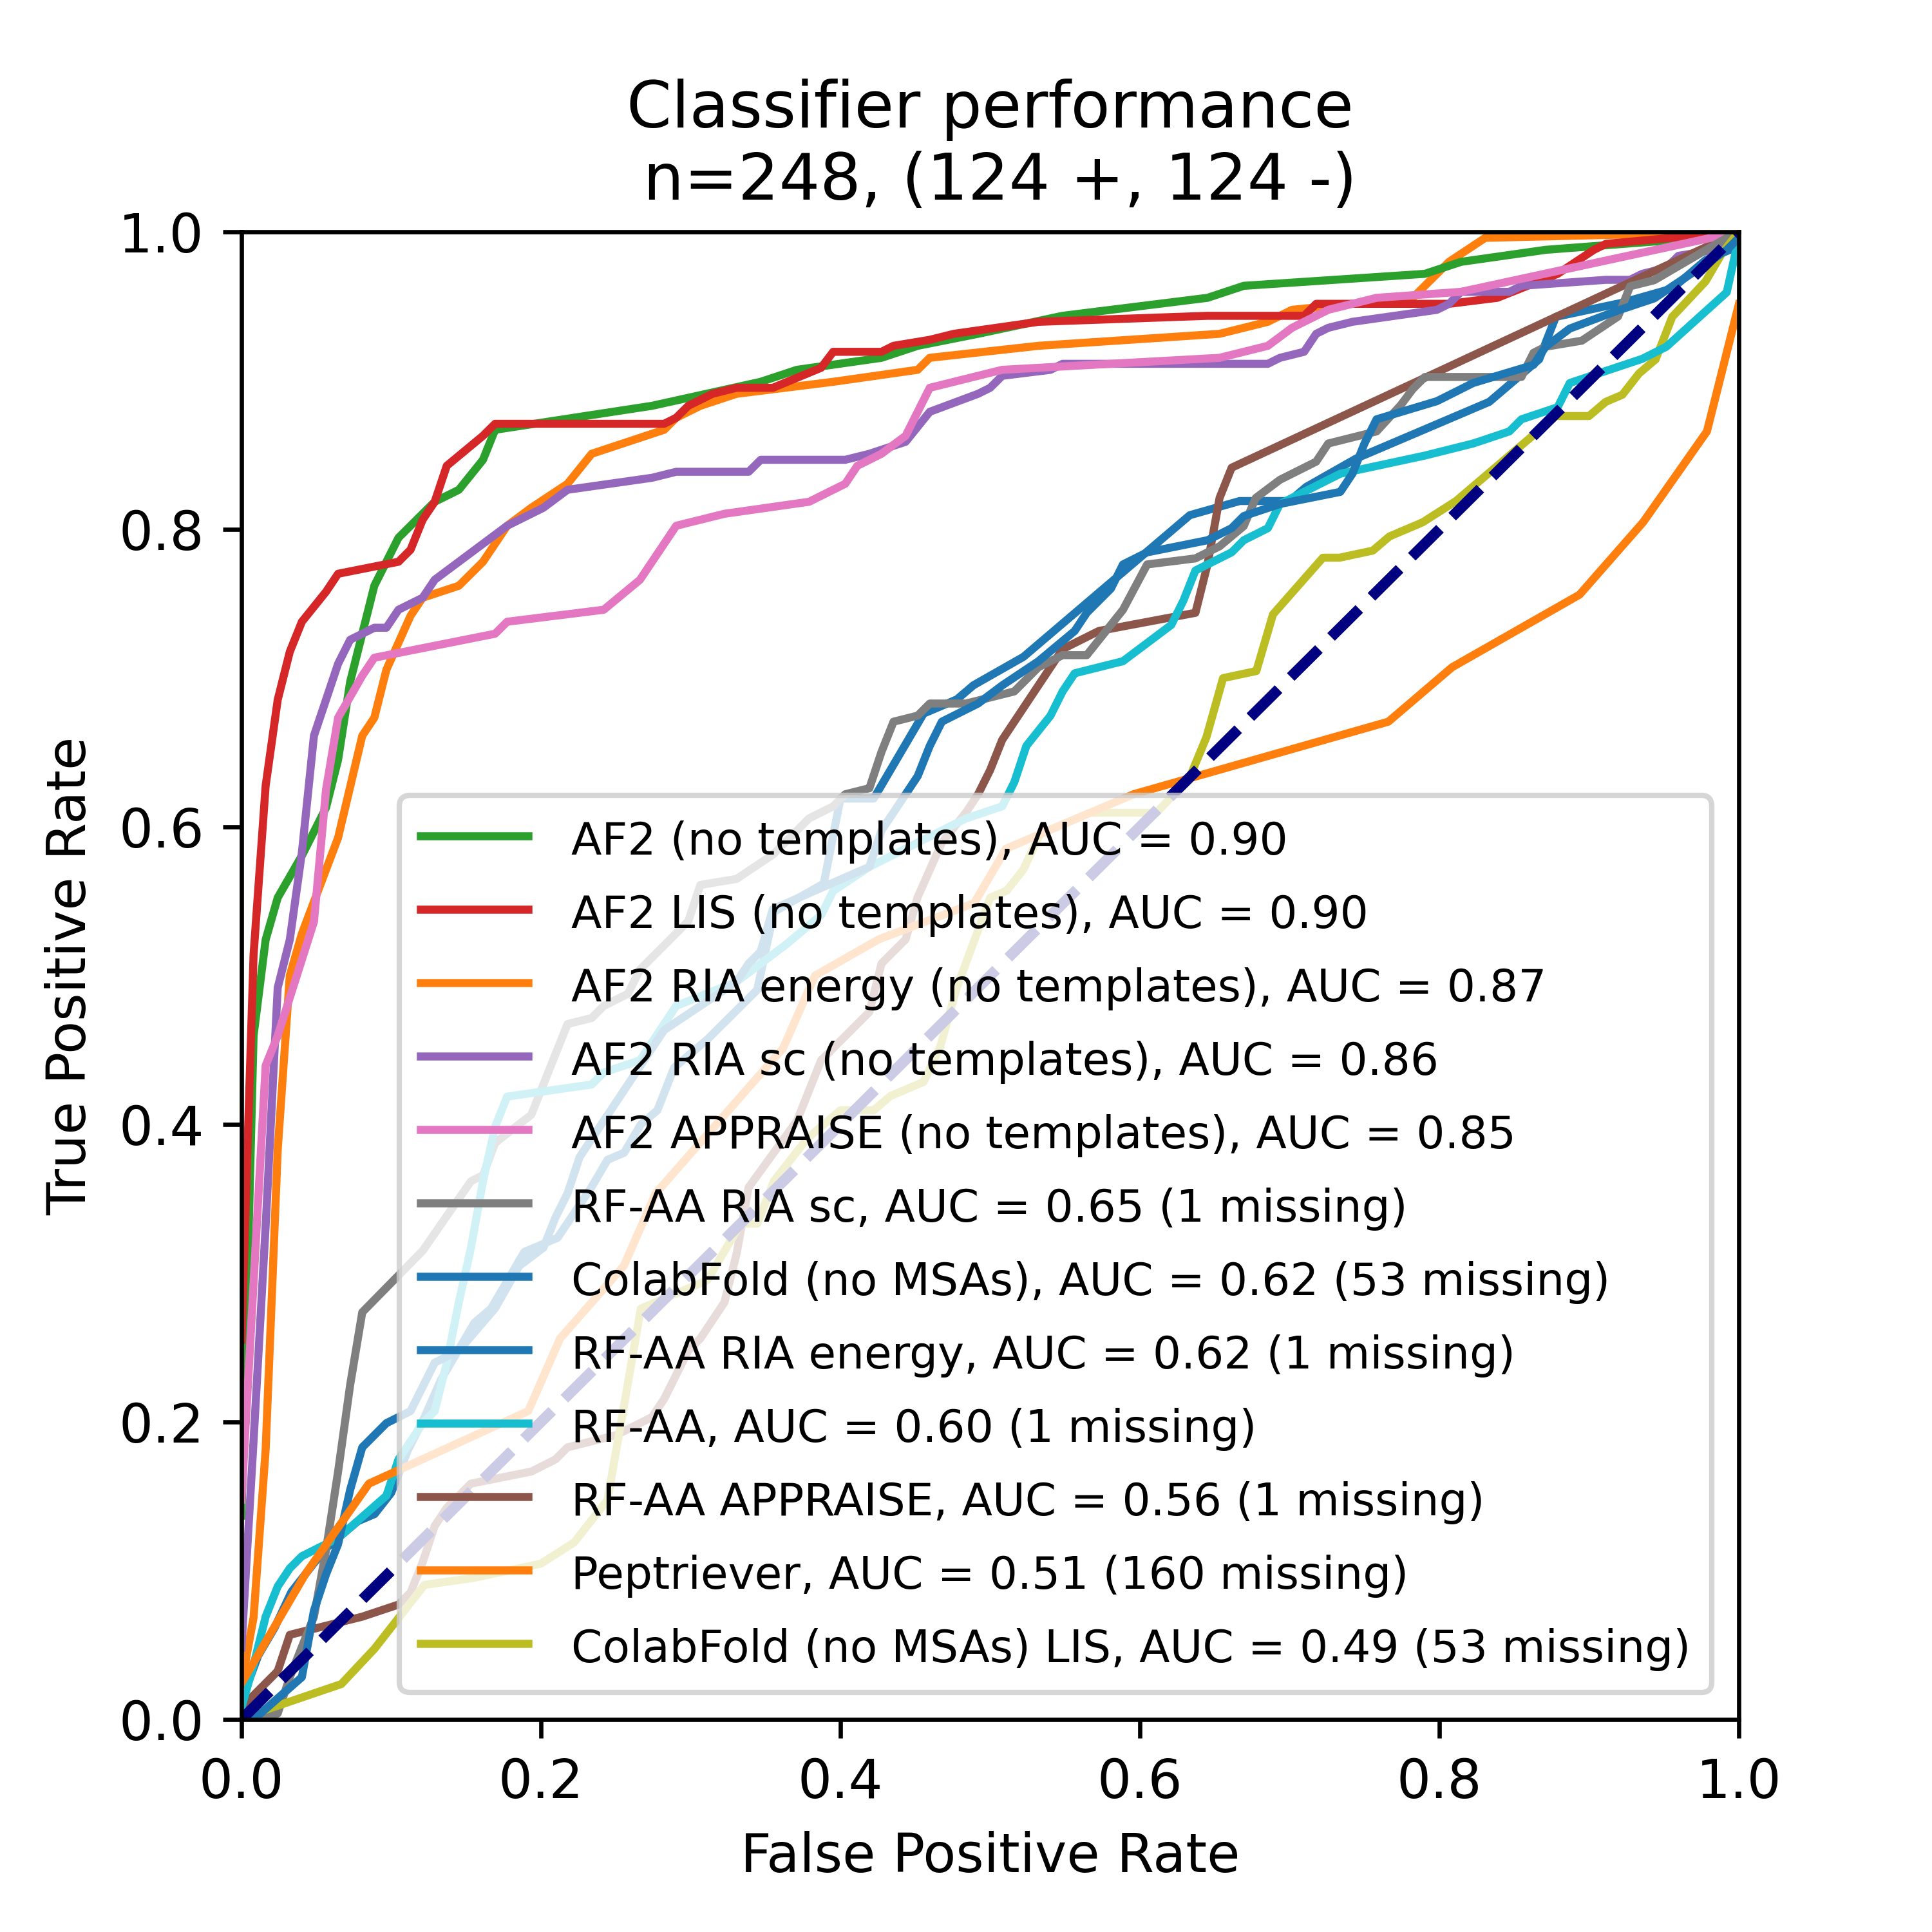 Classifier performance
n=248, (124 +, 124 -)
True Positive Rate
1.0
0.8
0.6
0.4
0.2
0.0
AF2 (no templates), AUC = 0.90
AF2 LIS (no templates), AUC = 0.90
AF2 RIA energy (no templates), AUC = 0.87
AF2 RIA sc (no templates), AUC = 0.86
AF2 APPRAISE (no templates), AUC = 0.85
RF-AA RIA sc, AUC = 0.65 (1 missing)
ColabFold (no MSAs), AUC = 0.62 (53 missing)
RF-AA RIA energy, AUC = 0.62 (1 missing)
RF-AA, AUC = 0.60 (1 missing)
RF-AA APPRAISE, AUC = 0.56 (1 missing)
Peptriever, AUC = 0.51 (160 missing)
ColabFold (no MSAs) LIS, AUC = 0.49 (53 missing)
0.0 0.2 0.4 0.6 0.8 1.0
False Positive Rate